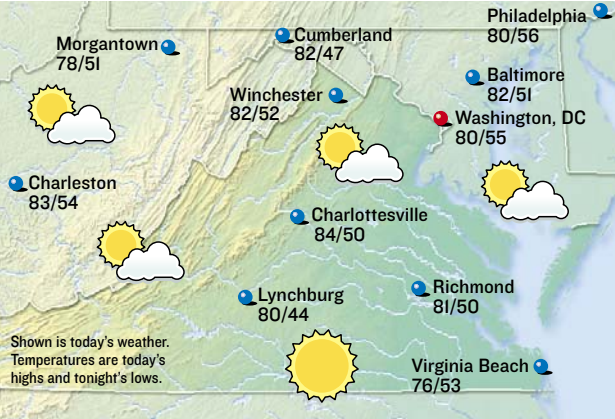 Philadelphia
80/56
Cumberland
82/47
Morgantown
78/51
Baltimore
82/51
Winchester
82/52
Washington, DC
80/55
Charleston
83/54
Charlottesville
84/50
Richmond
81/50
Lynchburg
80/44
Shown is today's weather.
Temperatures are today's
highs and tonight's lows.
Virginia Beach
76/53